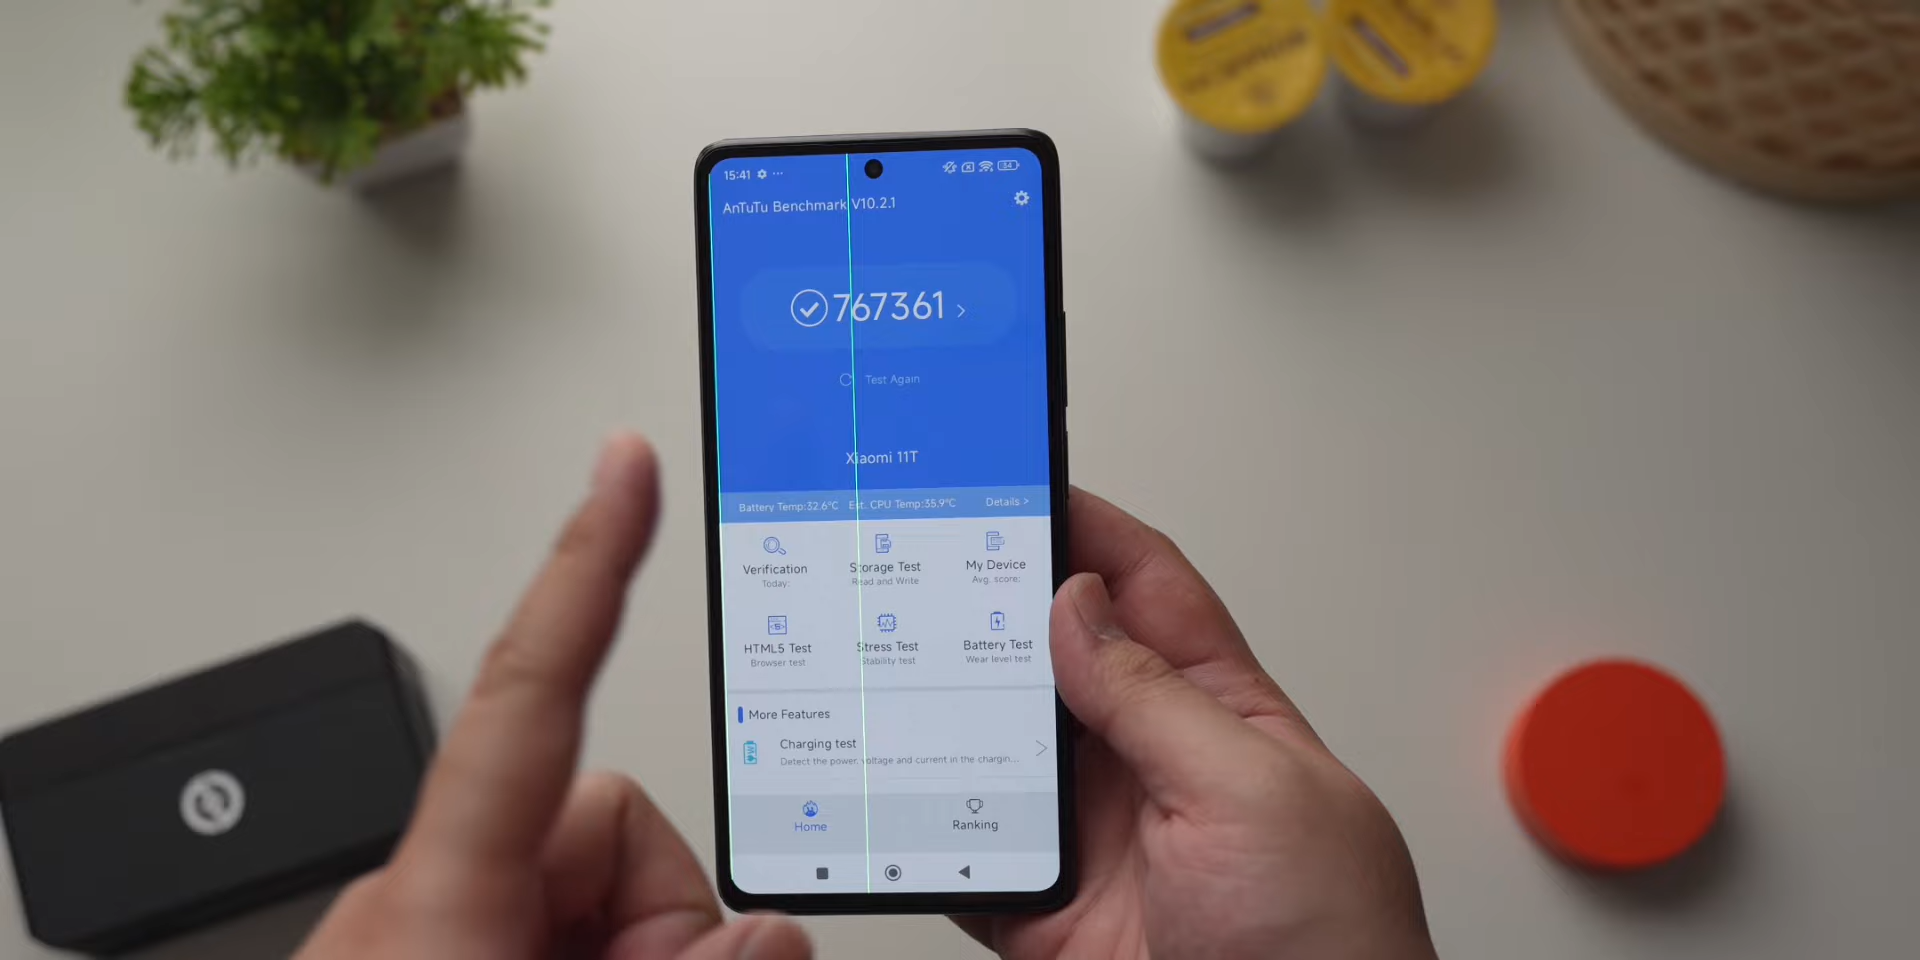 15:41
54
AnTuTu Benchmark V10.2.1
767361
Test Again
Xiaomi 11T
Battery Temp:32.6°C Est. CPU Temp:35.9°C Details >
Verification Storage Test My Device
Today: Read and Write Avg. score:
HTML5 Test Stress Test Battery Test
Browser test Stability test Wear level test
More Features
Charging test
Detect the power, voltage and current in the chargin...
Home Ranking